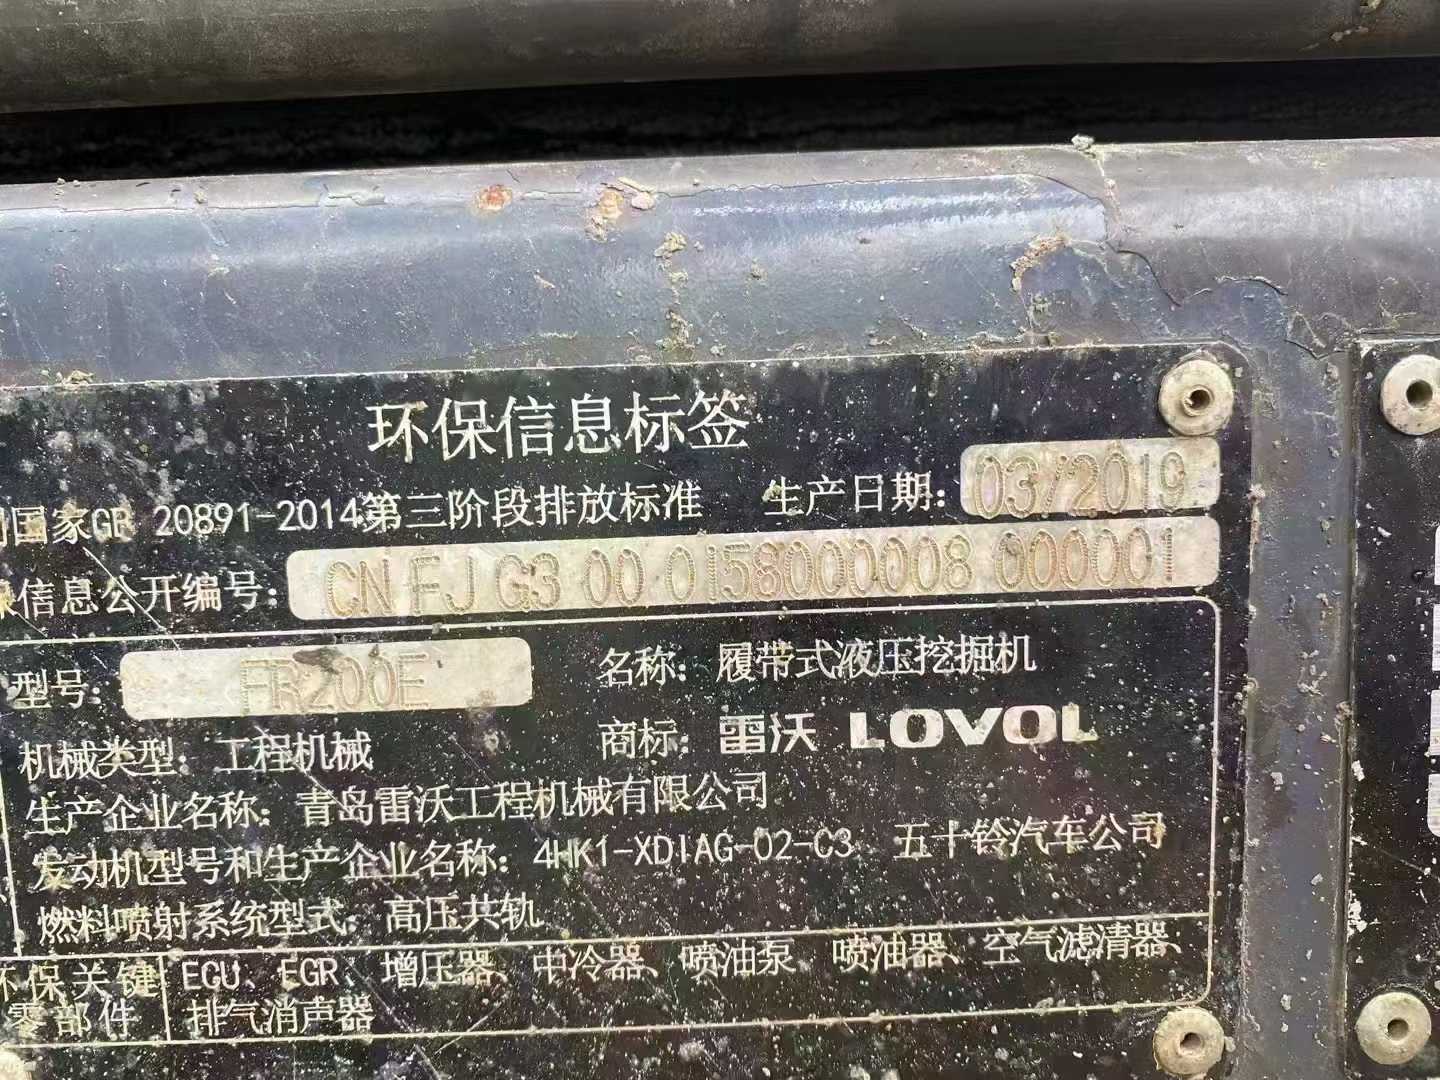 环保信息标签
国家GB 20891-2014第三阶段排放标准 生产日期: 03/2019
保信息公开编号: CN FJ G3 00 0158000008 000001
型号: FR200E 名称: 履带式液压挖掘机
商标: 雷沃 LOVOL
机械类型: 工程机械
生产企业名称: 青岛雷沃工程机械有限公司
发动机型号和生产企业名称: 4HK1-XDIAG-02-C3 五十铃汽车公司
燃料喷射系统型式: 高压共轨
环保关键零部件 ECU、EGR、增压器、中冷器、喷油泵、喷油器、空气滤清器、
排气消声器